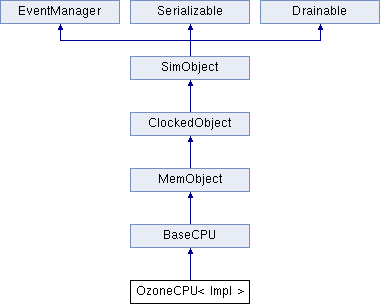 EventManager Serializable Drainable
SimObject
ClockedObject
MemObject
BaseCPU
OzoneCPU< Impl >